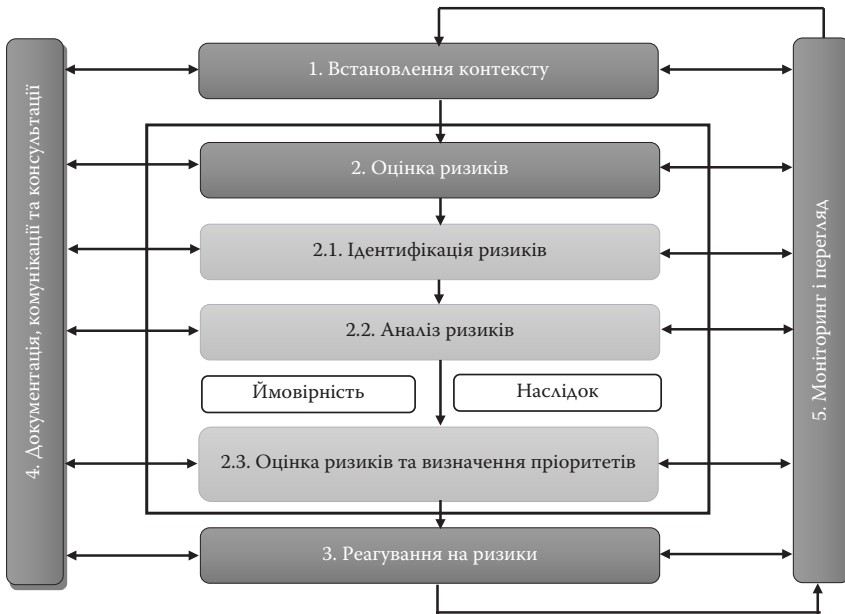 1. Встановлення контексту
2. Оцінка ризиків
2.1. Ідентифікація ризиків
2.2. Аналіз ризиків
Ймовірність
Наслідок
2.3. Оцінка ризиків та визначення пріоритетів
3. Реагування на ризики
4. Документація, комунікації та консультації
5. Моніторинг і перегляд